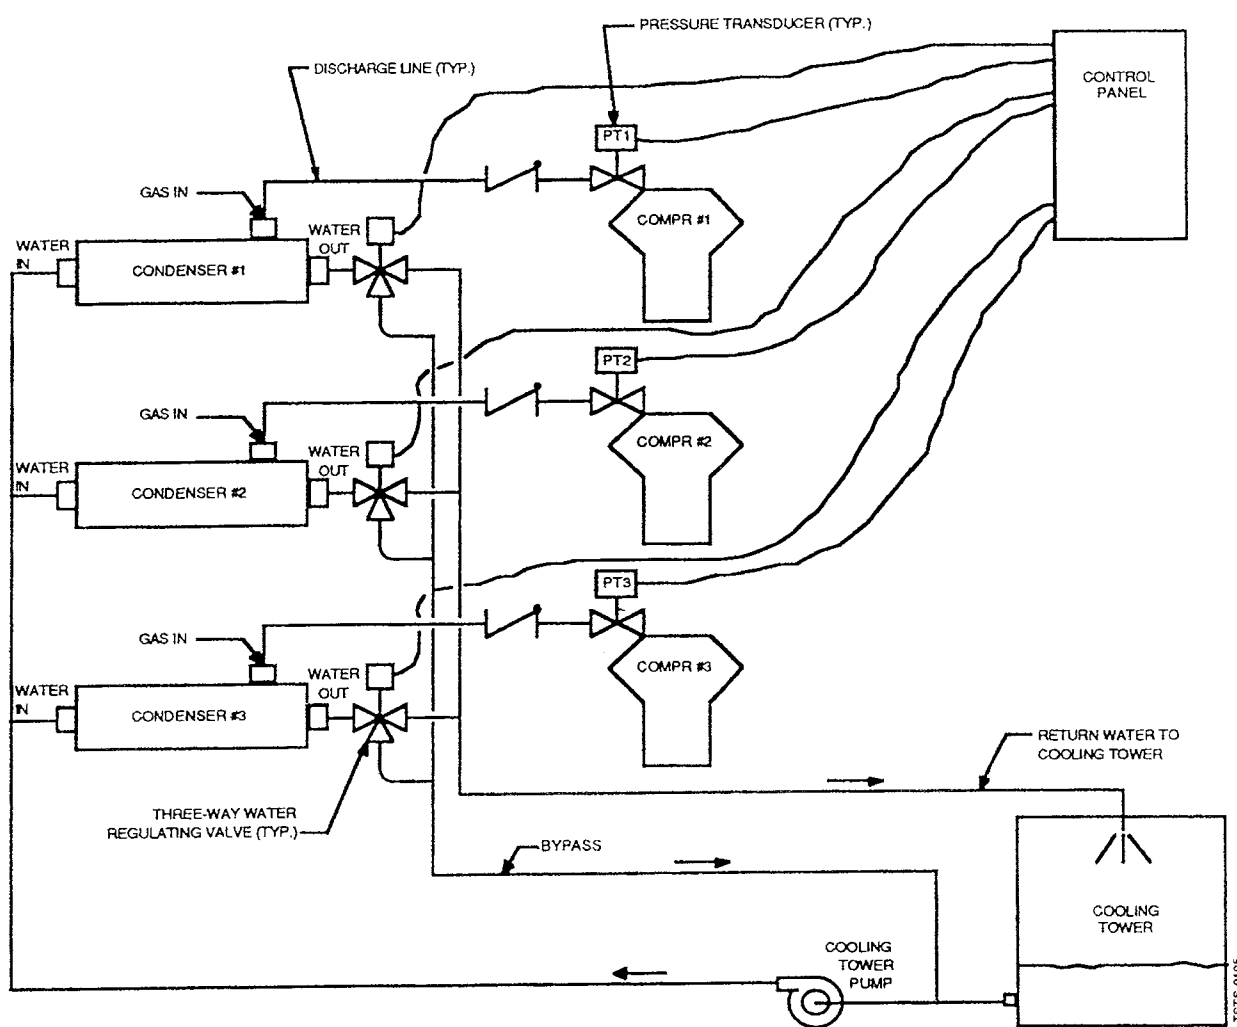 PRESSURE TRANSDUCER (TYP.)
DISCHARGE LINE (TYP.)
CONTROL
PANEL
PT1
GAS IN
WATER
OUT
COMPR #1
WATER
IN
CONDENSER #1
PT2
GAS IN
WATER
OUT
COMPR #2
WATER
IN
CONDENSER #2
PT3
GAS IN
WATER
OUT
COMPR #3
WATER
IN
CONDENSER #3
RETURN WATER TO
COOLING TOWER
THREE-WAY WATER
REGULATING VALVE (TYP.)
BYPASS
COOLING
TOWER
COOLING
TOWER
PUMP